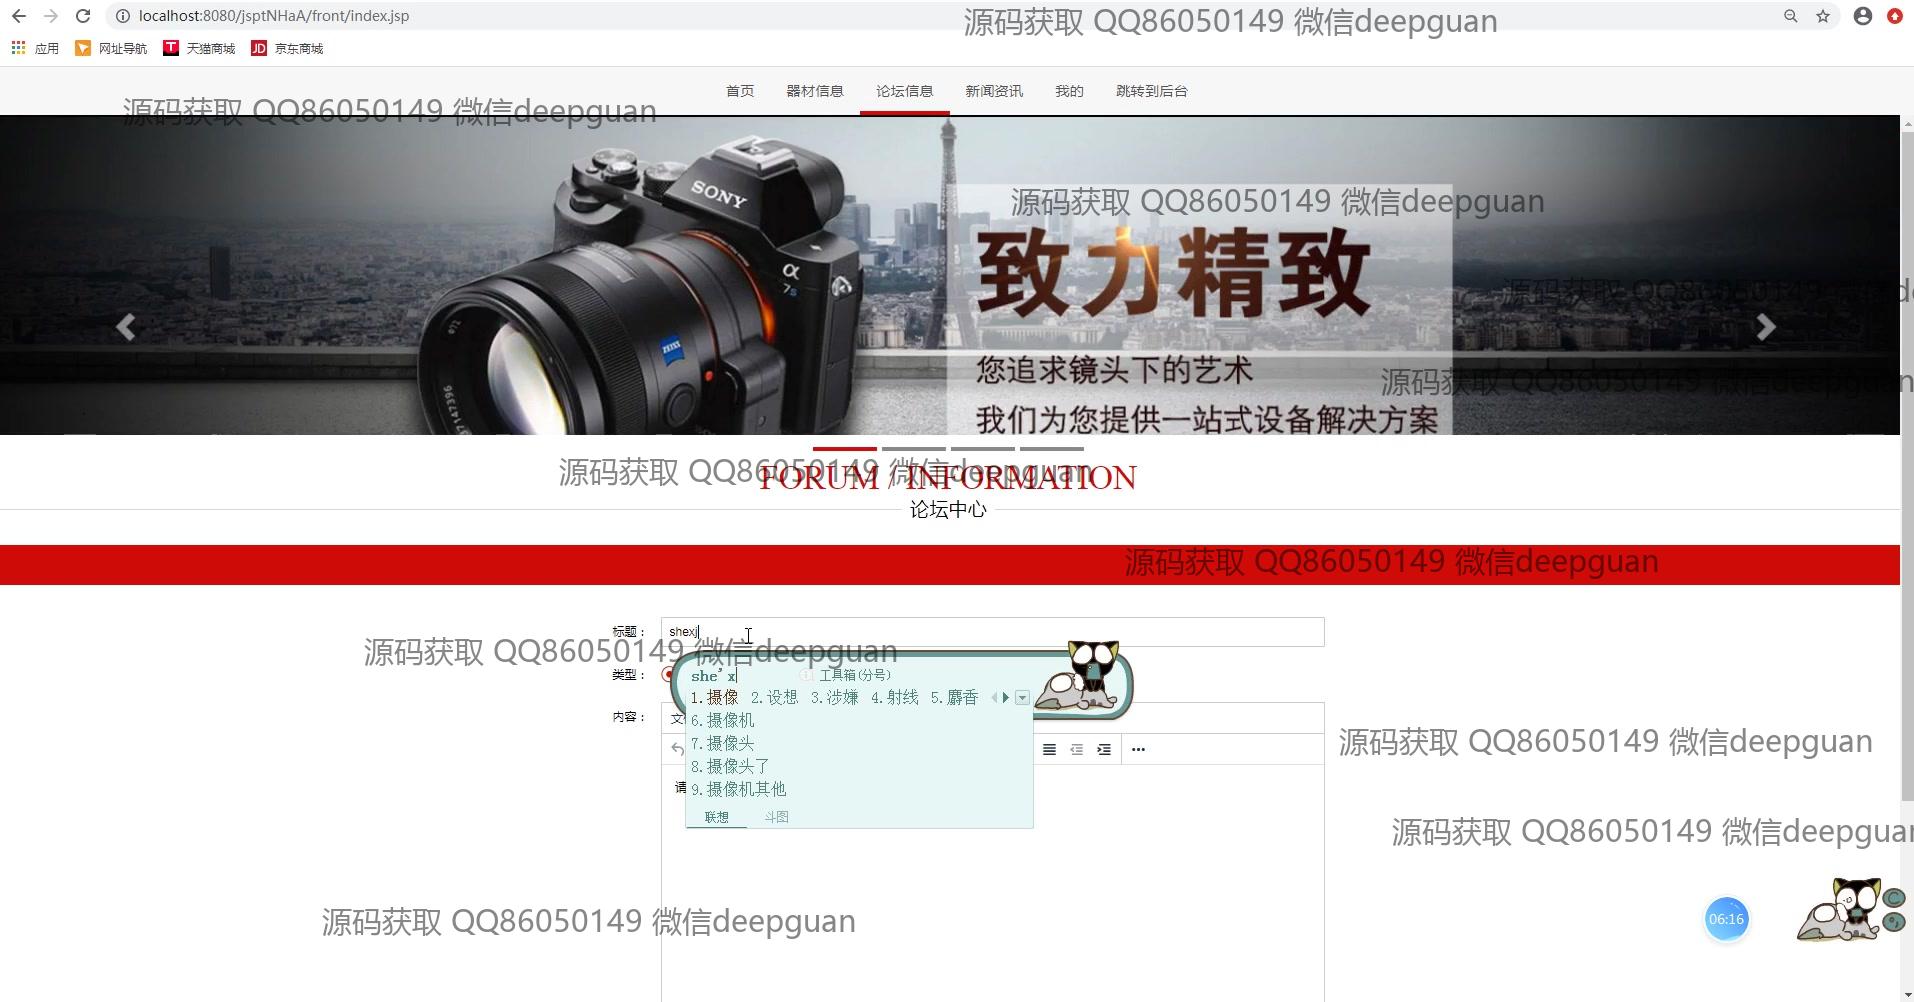 localhost:8080/jsptNHaA/front/index.jsp
源码获取 QQ86050149 微信deepguan
应用 网址导航 天猫商城 JD 京东商城
首页 器材信息 论坛信息 新闻资讯 我的 跳转到后台
源码获取 QQ86050149 微信deepguan
SONY
α
7s
ZEISS
源码获取 QQ86050149 微信deepguan
致力精致
源码获取 QQ86050149 微信de
您追求镜头下的艺术
源码获取 QQ86050149 微信deepguan
我们为您提供一站式设备解决方案
源码获取 QQ86050149 微信deepguan
FORUM / INFORMATION
论坛中心
源码获取 QQ86050149 微信deepguan
标题： shexj
源码获取 QQ86050149 微信deepguan
类型：
she'x 工具箱(分号)
1.摄像 2.设想 3.涉嫌 4.射线 5.麝香
内容：
6.摄像机
7.摄像头
8.摄像头了
请
9.摄像机其他
联想 斗图
源码获取 QQ86050149 微信deepguan
源码获取 QQ86050149 微信deepguan
源码获取 QQ86050149 微信deepguan
06:16